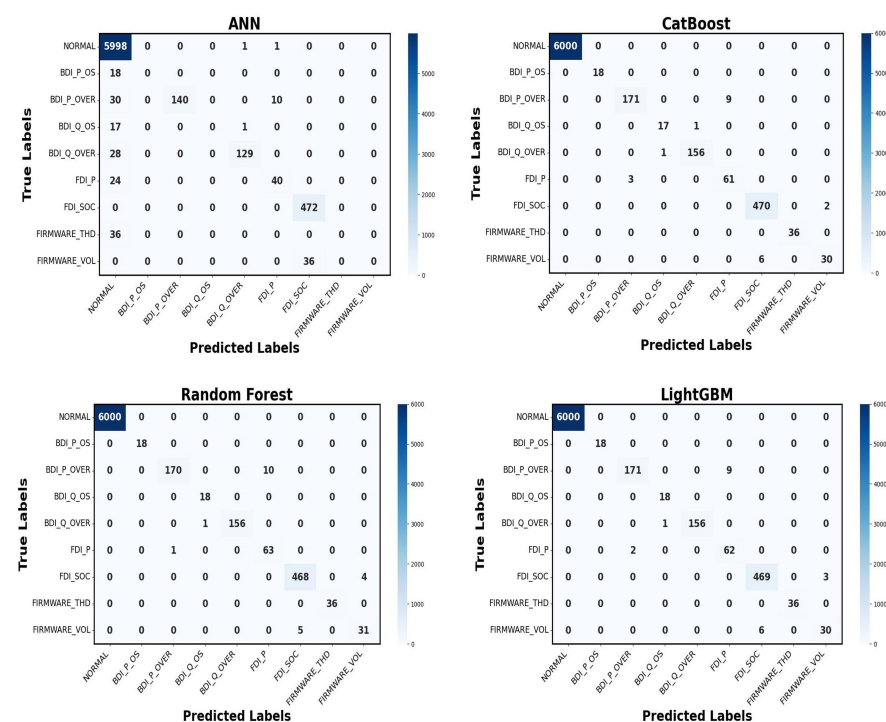 ANN
True Labels
NORMAL 5998 0 0 0 1 1 0 0 0
BDI_P_OS 18 0 0 0 0 0 0 0 0
BDI_P_OVER 30 0 140 0 0 10 0 0 0
BDI_Q_OS 17 0 0 0 1 0 0 0 0
BDI_Q_OVER 28 0 0 0 129 0 0 0 0
FDI_P 24 0 0 0 0 40 0 0 0
FDI_SOC 0 0 0 0 0 0 472 0 0
FIRMWARE_THD 36 0 0 0 0 0 0 0 0
FIRMWARE_VOL 0 0 0 0 0 0 36 0 0
NORMAL BDI_P_OS BDI_P_OVER BDI_Q_OS BDI_Q_OVER FDI_P FDI_SOC FIRMWARE_THD FIRMWARE_VOL
Predicted Labels
5000
4000
3000
2000
1000
0
CatBoost
True Labels
NORMAL 6000 0 0 0 0 0 0 0 0
BDI_P_OS 0 18 0 0 0 0 0 0 0
BDI_P_OVER 0 0 171 0 0 9 0 0 0
BDI_Q_OS 0 0 0 17 1 0 0 0 0
BDI_Q_OVER 0 0 0 1 156 0 0 0 0
FDI_P 0 0 3 0 0 61 0 0 0
FDI_SOC 0 0 0 0 0 0 470 0 2
FIRMWARE_THD 0 0 0 0 0 0 0 36 0
FIRMWARE_VOL 0 0 0 0 0 0 6 0 30
NORMAL BDI_P_OS BDI_P_OVER BDI_Q_OS BDI_Q_OVER FDI_P FDI_SOC FIRMWARE_THD FIRMWARE_VOL
Predicted Labels
6000
5000
4000
3000
2000
1000
0
Random Forest
True Labels
NORMAL 6000 0 0 0 0 0 0 0 0
BDI_P_OS 0 18 0 0 0 0 0 0 0
BDI_P_OVER 0 0 170 0 0 10 0 0 0
BDI_Q_OS 0 0 0 18 0 0 0 0 0
BDI_Q_OVER 0 0 0 1 156 0 0 0 0
FDI_P 0 0 1 0 0 63 0 0 0
FDI_SOC 0 0 0 0 0 0 468 0 4
FIRMWARE_THD 0 0 0 0 0 0 0 36 0
FIRMWARE_VOL 0 0 0 0 0 0 5 0 31
NORMAL BDI_P_OS BDI_P_OVER BDI_Q_OS BDI_Q_OVER FDI_P FDI_SOC FIRMWARE_THD FIRMWARE_VOL
Predicted Labels
6000
5000
4000
3000
2000
1000
0
LightGBM
True Labels
NORMAL 6000 0 0 0 0 0 0 0 0
BDI_P_OS 0 18 0 0 0 0 0 0 0
BDI_P_OVER 0 0 171 0 0 9 0 0 0
BDI_Q_OS 0 0 0 18 0 0 0 0 0
BDI_Q_OVER 0 0 0 1 156 0 0 0 0
FDI_P 0 0 2 0 0 62 0 0 0
FDI_SOC 0 0 0 0 0 0 469 0 3
FIRMWARE_THD 0 0 0 0 0 0 0 36 0
FIRMWARE_VOL 0 0 0 0 0 0 6 0 30
NORMAL BDI_P_OS BDI_P_OVER BDI_Q_OS BDI_Q_OVER FDI_P FDI_SOC FIRMWARE_THD FIRMWARE_VOL
Predicted Labels
6000
5000
4000
3000
2000
1000
0